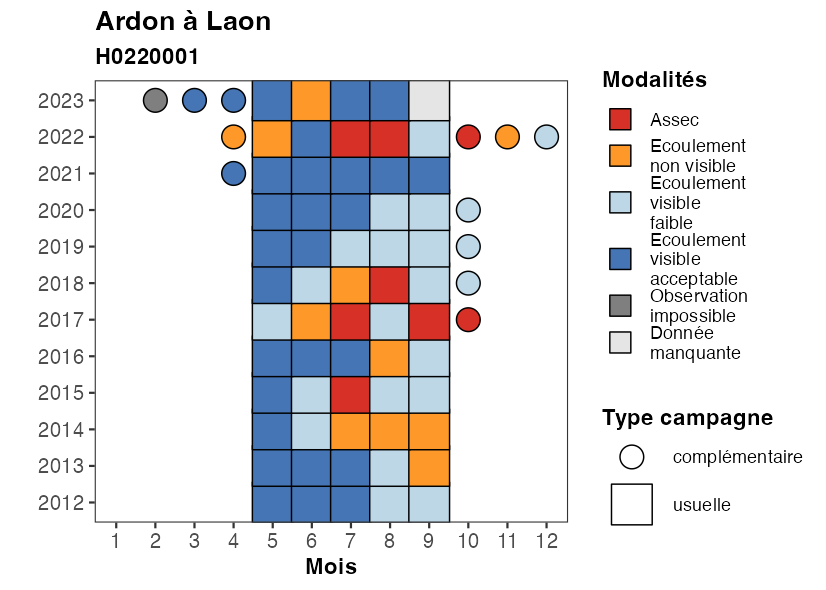 Ardon à Laon
H0220001
2023
2022
2021
2020
2019
2018
2017
2016
2015
2014
2013
2012
1 2 3 4 5 6 7 8 9 10 11 12
Mois
Modalités
Assec
Ecoulement
non visible
Ecoulement
visible
faible
Ecoulement
visible
acceptable
Observation
impossible
Donnée
manquante
Type campagne
complémentaire
usuelle